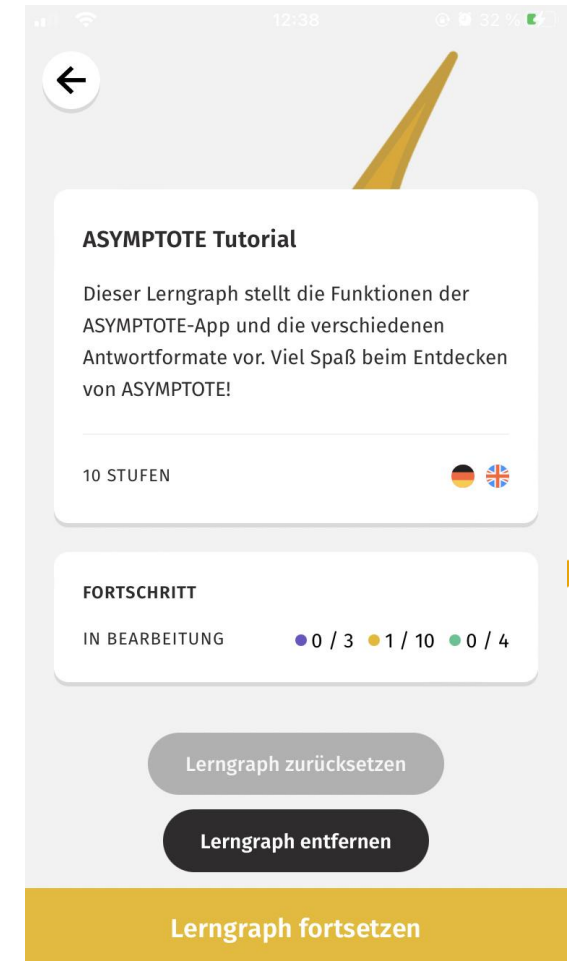 12:38 32 %
ASYMPTOTE Tutorial
Dieser Lerngraph stellt die Funktionen der
ASYMPTOTE-App und die verschiedenen
Antwortformate vor. Viel Spaß beim Entdecken
von ASYMPTOTE!
10 STUFEN
FORTSCHRITT
IN BEARBEITUNG 0 / 3 1 / 10 0 / 4
Lerngraph zurücksetzen
Lerngraph entfernen
Lerngraph fortsetzen